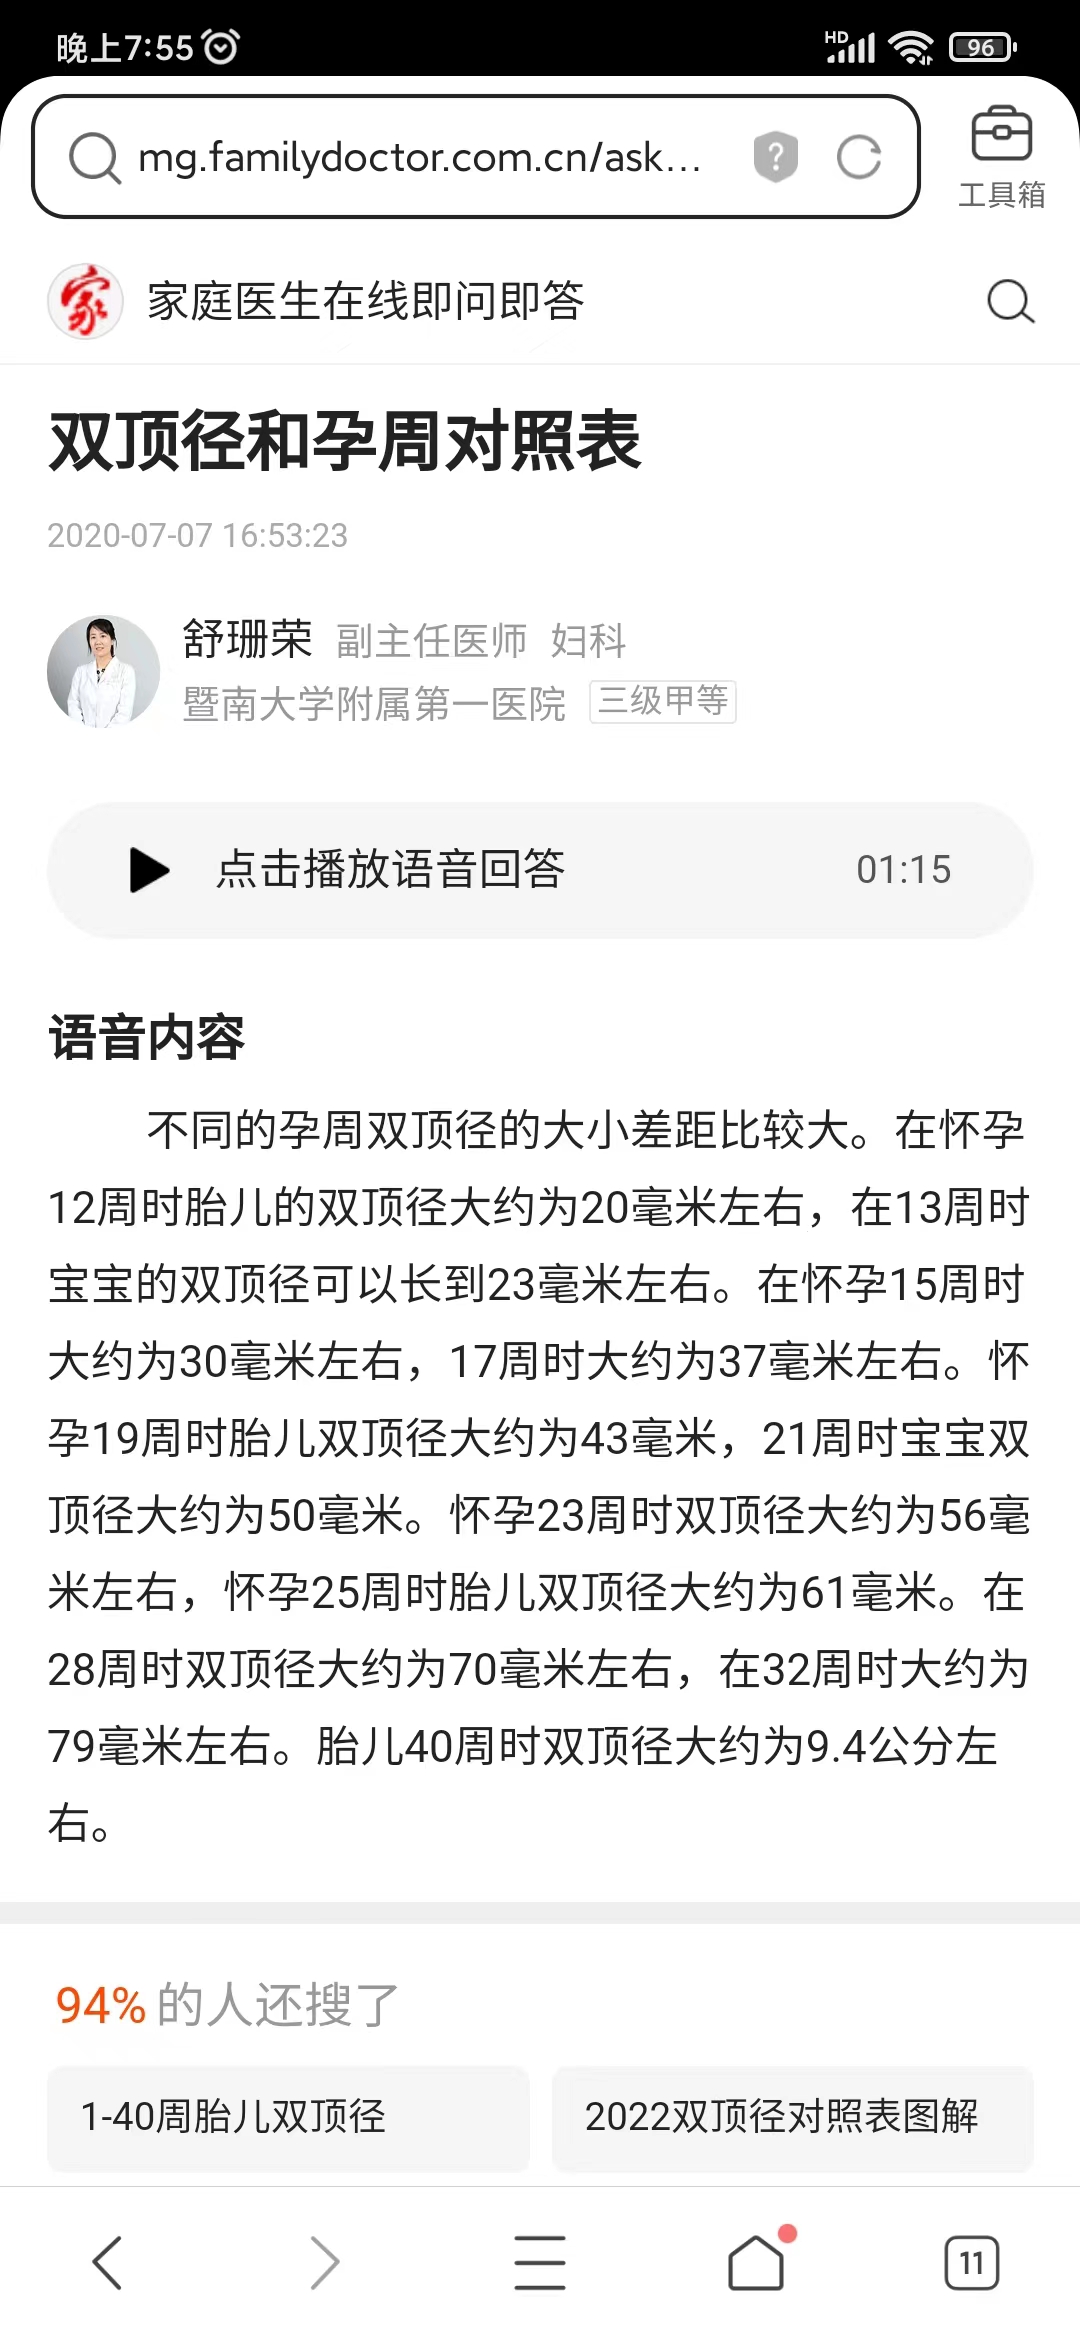 晚上7:55
HD
96
mg.familydoctor.com.cn/ask...
工具箱
家
家庭医生在线即问即答
双顶径和孕周对照表
2020-07-07 16:53:23
舒珊荣 副主任医师 妇科
暨南大学附属第一医院 三级甲等
点击播放语音回答 01:15
语音内容
不同的孕周双顶径的大小差距比较大。在怀孕
12周时胎儿的双顶径大约为20毫米左右，在13周时
宝宝的双顶径可以长到23毫米左右。在怀孕15周时
大约为30毫米左右，17周时大约为37毫米左右。怀
孕19周时胎儿双顶径大约为43毫米，21周时宝宝双
顶径大约为50毫米。怀孕23周时双顶径大约为56毫
米左右，怀孕25周时胎儿双顶径大约为61毫米。在
28周时双顶径大约为70毫米左右，在32周时大约为
79毫米左右。胎儿40周时双顶径大约为9.4公分左
右。
94%的人还搜了
1-40周胎儿双顶径
2022双顶径对照表图解
11